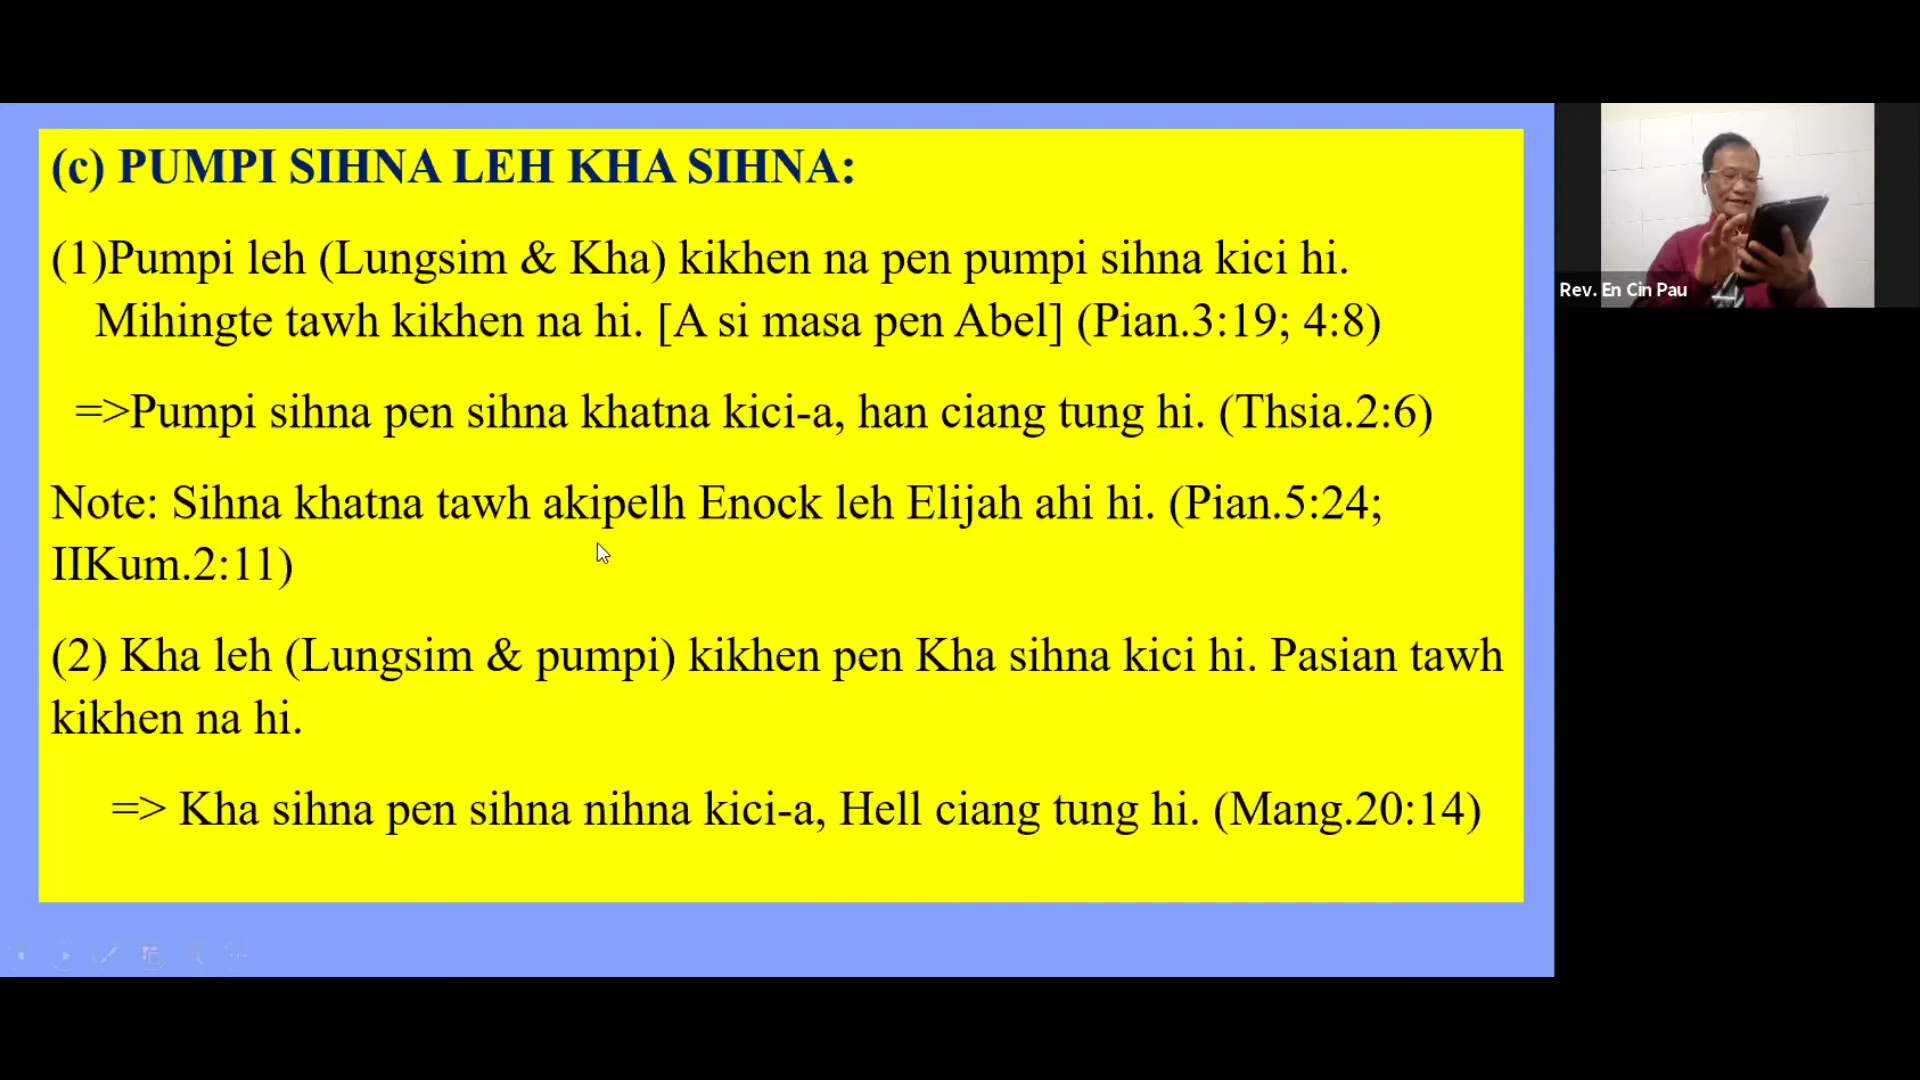 (c) PUMPI SIHNA LEH KHA SIHNA:
(1)Pumpi leh (Lungsim & Kha) kikhen na pen pumpi sihna kici hi.
Mihingte tawh kikhen na hi. [A si masa pen Abel] (Pian.3:19; 4:8)
=>Pumpi sihna pen sihna khatna kici-a, han ciang tung hi. (Thsia.2:6)
Note: Sihna khatna tawh akipelh Enock leh Elijah ahi hi. (Pian.5:24;
IIKum.2:11)
(2) Kha leh (Lungsim & pumpi) kikhen pen Kha sihna kici hi. Pasian tawh
kikhen na hi.
=> Kha sihna pen sihna nihna kici-a, Hell ciang tung hi. (Mang.20:14)
Rev. En Cin Pau